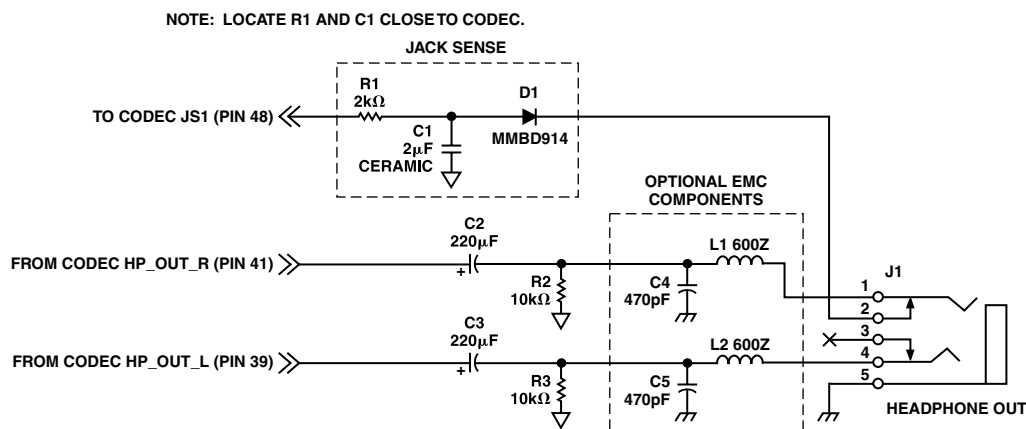 NOTE: LOCATE R1 AND C1 CLOSE TO CODEC.
JACK SENSE
R1
2kΩ
D1
TO CODEC JS1 (PIN 48)
C1
2μF
CERAMIC
MMBD914
OPTIONAL EMC
COMPONENTS
C2
220μF
+
L1 600Z
FROM CODEC HP_OUT_R (PIN 41)
R2
10kΩ
C4
470pF
J1
1
2
3
4
5
C3
220μF
+
L2 600Z
FROM CODEC HP_OUT_L (PIN 39)
R3
10kΩ
C5
470pF
HEADPHONE OUT